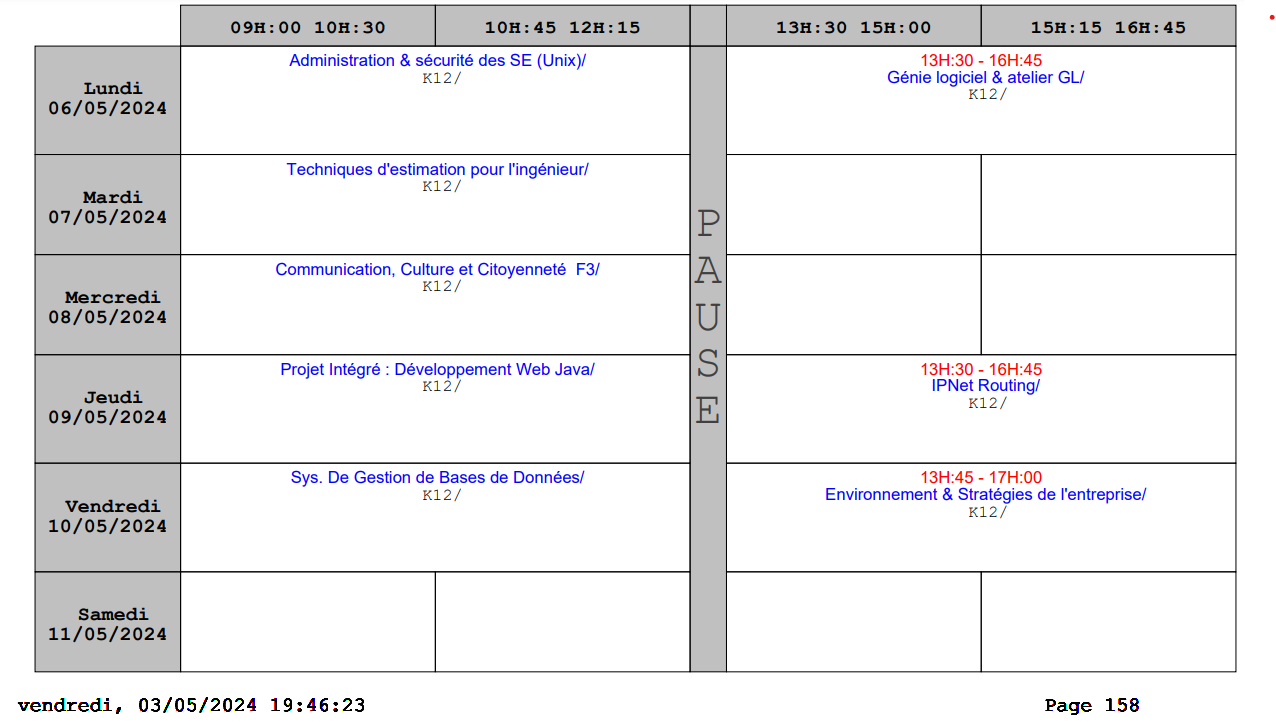 09H:00 10H:30
10H:45 12H:15
13H:30 15H:00
15H:15 16H:45
Lundi
06/05/2024
Administration & sécurité des SE (Unix)/
K12/
13H:30 - 16H:45
Génie logiciel & atelier GL/
K12/
Mardi
07/05/2024
Techniques d'estimation pour l'ingénieur/
K12/
Mercredi
08/05/2024
Communication, Culture et Citoyenneté  F3/
K12/
Jeudi
09/05/2024
Projet Intégré : Développement Web Java/
K12/
13H:30 - 16H:45
IPNet Routing/
K12/
Vendredi
10/05/2024
Sys. De Gestion de Bases de Données/
K12/
13H:45 - 17H:00
Environnement & Stratégies de l'entreprise/
K12/
Samedi
11/05/2024
P
A
U
S
E
vendredi, 03/05/2024 19:46:23
Page 158